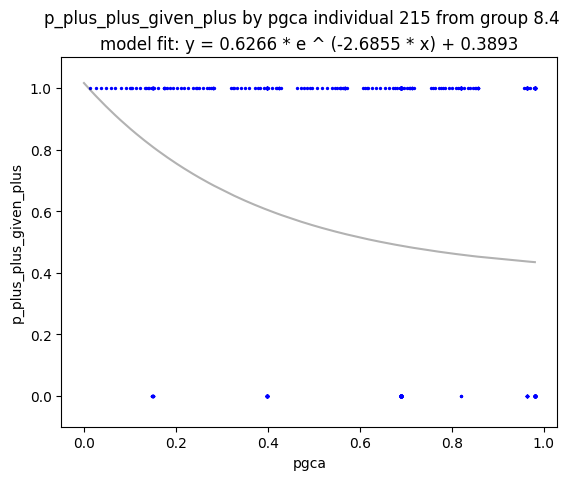 p_plus_plus_given_plus by pgca individual 215 from group 8.4
model fit: y = 0.6266 * e ^ (-2.6855 * x) + 0.3893
p_plus_plus_given_plus
1.0
0.8
0.6
0.4
0.2
0.0
0.0 0.2 0.4 0.6 0.8 1.0
pgca